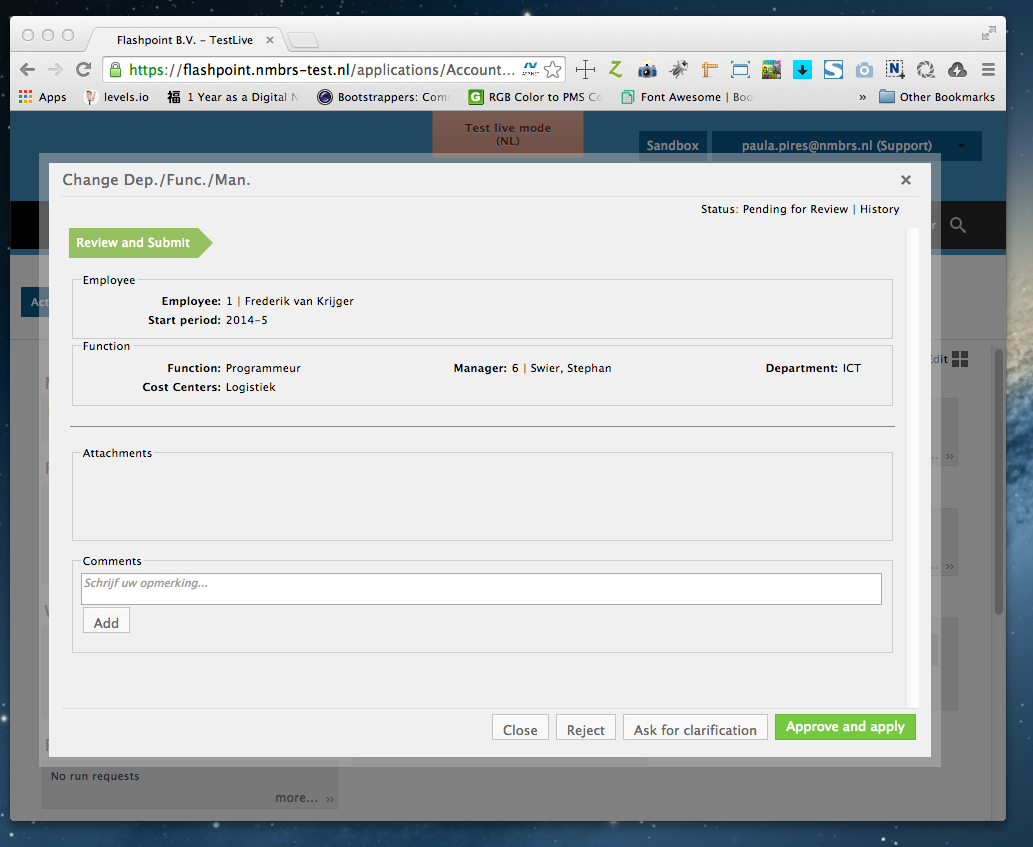 Flashpoint B.V. – TestLive
https://flashpoint.nmbrs-test.nl/applications/Account...
Apps
levels.io
福 1 Year as a Digital
Bootstrappers: Com
G RGB Color to PMS Co
Font Awesome | Boo
»
Other Bookmarks
Test live mode
(NL)
Sandbox
paula.pires@nmbrs.nl (Support)
Change Dep./Func./Man.
Status: Pending for Review | History
Review and Submit
Act
Employee
Employee: 1 | Frederik van Krijger
Start period: 2014-5
Function
Function: Programmeur
Manager: 6 | Swier, Stephan
Department: ICT
Cost Centers: Logistiek
Attachments
Comments
Schrijf uw opmerking...
Add
Close
Reject
Ask for clarification
Approve and apply
No run requests
more... »